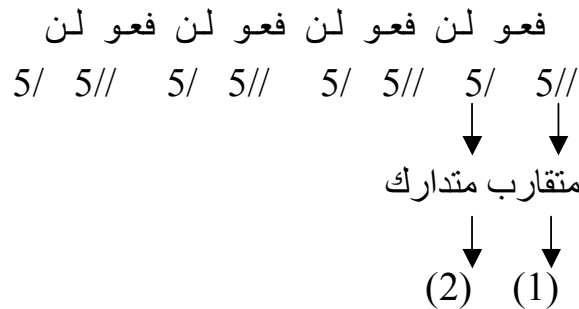 فعو لن فعو لن فعو لن فعو لن
//5 /5 //5 /5 //5 /5 //5 /5
متقارب متدارك
(1) (2)